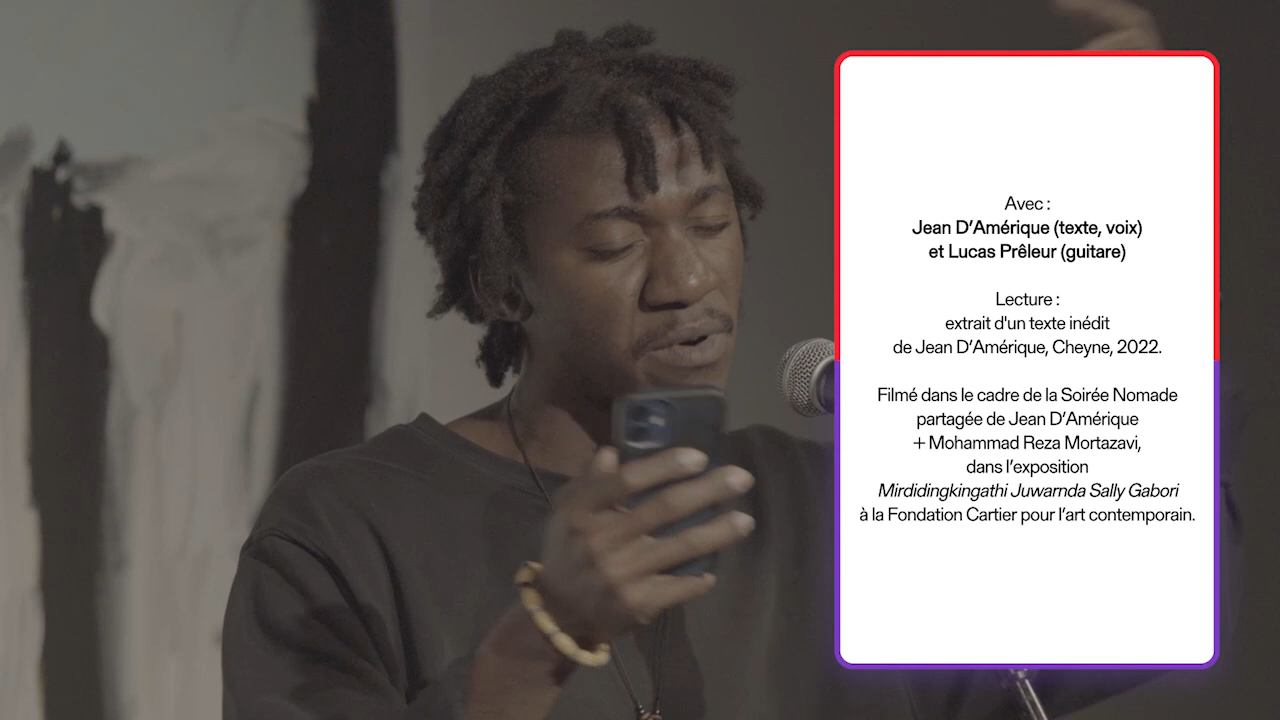 Avec :
Jean D’Amérique (texte, voix)
et Lucas Prêleur (guitare)
Lecture :
extrait d'un texte inédit
de Jean D’Amérique, Cheyne, 2022.
Filmé dans le cadre de la Soirée Nomade
partagée de Jean D’Amérique
+ Mohammad Reza Mortazavi,
dans l’exposition
Mirdidingkingathi Juwarnda Sally Gabori
à la Fondation Cartier pour l’art contemporain.